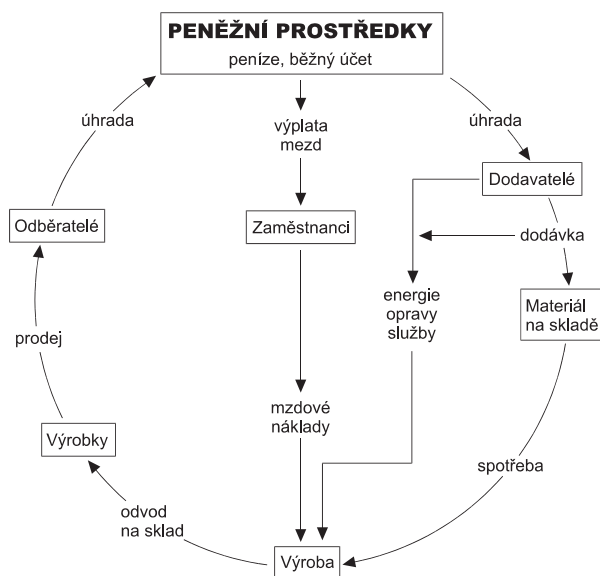 PENĚŽNÍ PROSTŘEDKY
peníze, běžný účet
úhrada
výplata
mezd
úhrada
Dodavatelé
Odběratelé
Zaměstnanci
dodávka
energie
opravy
služby
Materiál
na skladě
prodej
mzdové
náklady
Výrobky
spotřeba
odvod
na sklad
Výroba